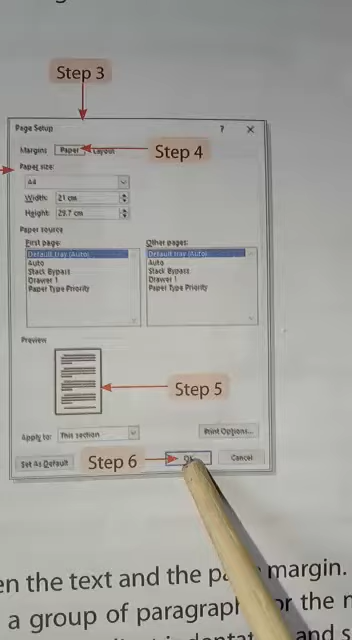 Step 3
Page Setup ? X
Margins Paper Layout
Step 4
Paper size:
A4
Width: 21 cm
Height: 29.7 cm
Paper source
First page: Other pages:
Default tray (Auto) Default tray (Auto)
Auto Auto
Stack Bypass Stack Bypass
Drawer 1 Drawer 1
Paper Type Priority Paper Type Priority
Preview
Step 5
Apply to: This section Print Options...
Set As Default Step 6 OK Cancel
the text and the margin.
a group of paragraph or the
and